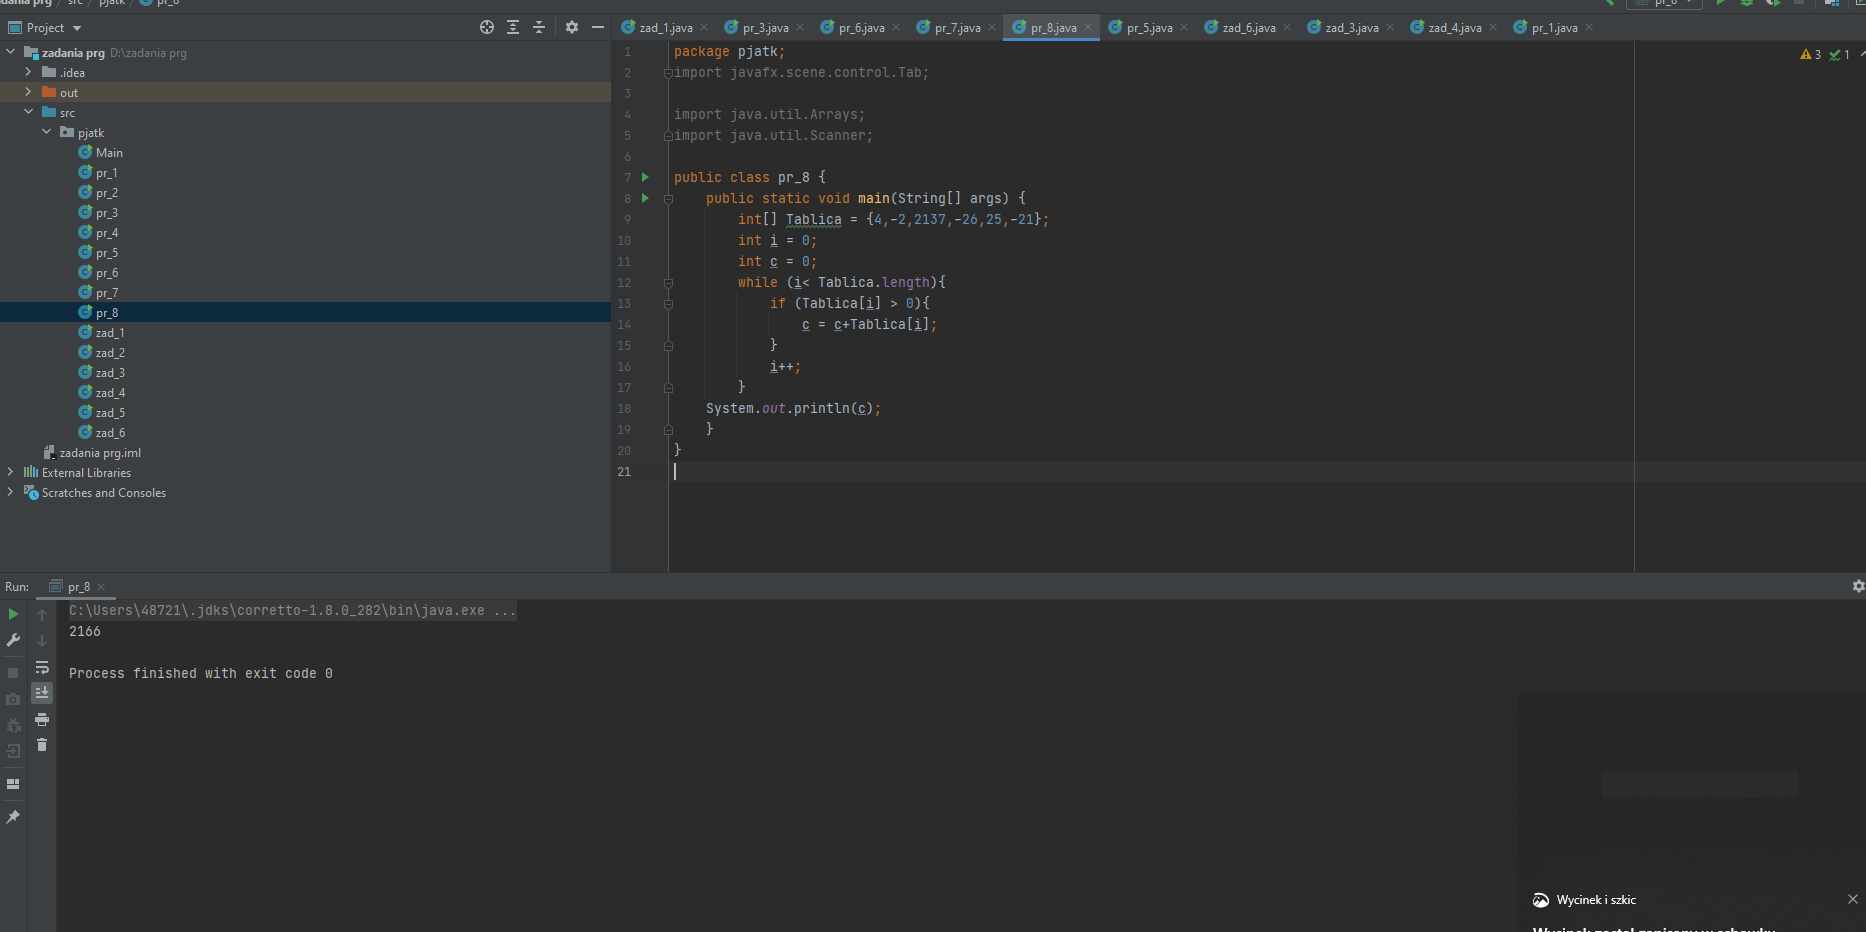 zadania prg / src / pjatk / pr_8
pr_8
Project
zad_1.java
pr_3.java
pr_6.java
pr_7.java
pr_8.java
pr_5.java
zad_6.java
zad_3.java
zad_4.java
pr_1.java
zadania prg D:\zadania prg
.idea
out
src
pjatk
Main
pr_1
pr_2
pr_3
pr_4
pr_5
pr_6
pr_7
pr_8
zad_1
zad_2
zad_3
zad_4
zad_5
zad_6
zadania prg.iml
External Libraries
Scratches and Consoles
3 1
1 package pjatk;
2 import javafx.scene.control.Tab;
3
4 import java.util.Arrays;
5 import java.util.Scanner;
6
7 public class pr_8 {
8 public static void main(String[] args) {
9 int[] Tablica = {4,-2,2137,-26,25,-21};
10 int i = 0;
11 int c = 0;
12 while (i< Tablica.length){
13 if (Tablica[i] > 0){
14 c = c+Tablica[i];
15 }
16 i++;
17 }
18 System.out.println(c);
19 }
20 }
21
Run: pr_8
C:\Users\48721\.jdks\corretto-1.8.0_282\bin\java.exe ...
2166
Process finished with exit code 0
Wycinek i szkic
Wycinek został zapisany w schowku